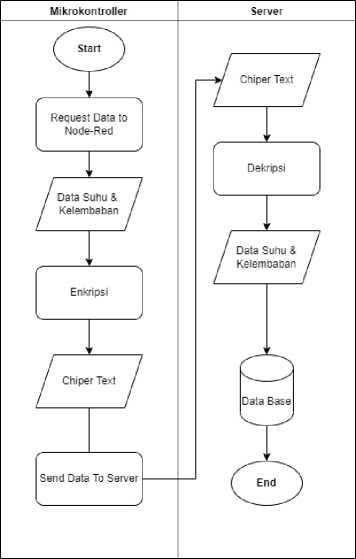 Mikrokontroller
Start
Request Data to
Node-Red
Data Suhu &
Kelembaban
Enkripsi
Chiper Text
Send Data To Server
Server
Chiper Text
Dekripsi
Data Suhu &
Kelembaban
Data Base
End